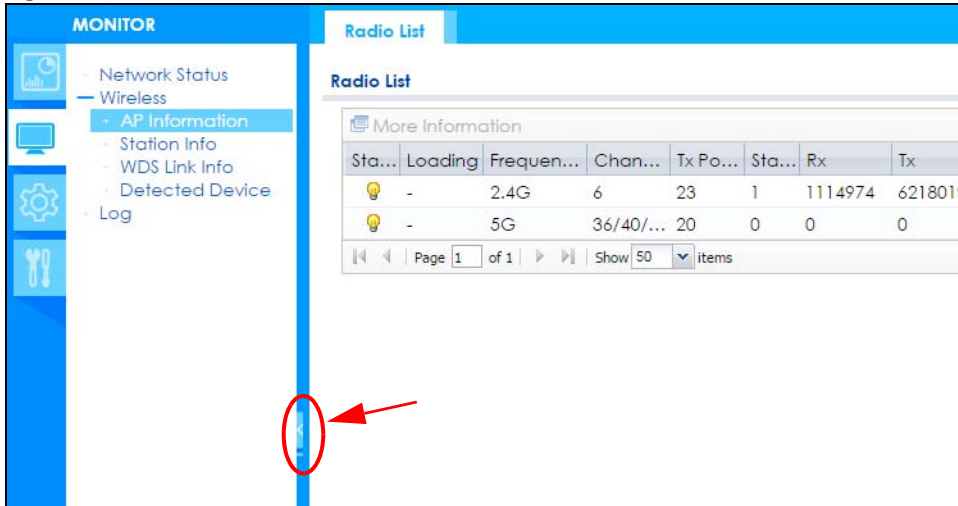 MONITOR
Network Status
Wireless
AP Information
Station Info
WDS Link Info
Detected Device
Log
Radio List
Radio List
More Information
Sta... Loading Frequen... Chan... Tx Po... Sta... Rx Tx
- 2.4G 6 23 1 1114974 621801
- 5G 36/40/... 20 0 0 0
Page 1 of 1 Show 50 items